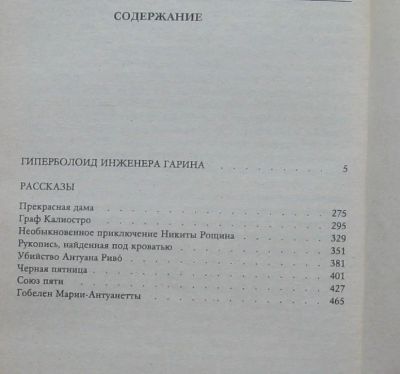 СОДЕРЖАНИЕ
ГИПЕРБОЛОИД ИНЖЕНЕРА ГАРИНА . . . . . . . 5
РАССКАЗЫ
Прекрасная дама . . . . . . . . . . . . . 275
Граф Калиостро . . . . . . . . . . . . . 295
Необыкновенное приключение Никиты Рощина . . . . . 329
Рукопись, найденная под кроватью . . . . . . . . 351
Убийство Антуана Риво́ . . . . . . . . . . 381
Черная пятница . . . . . . . . . . . . . 401
Союз пяти . . . . . . . . . . . . . . 427
Гобелен Марии-Антуанетты . . . . . . . . . . 465